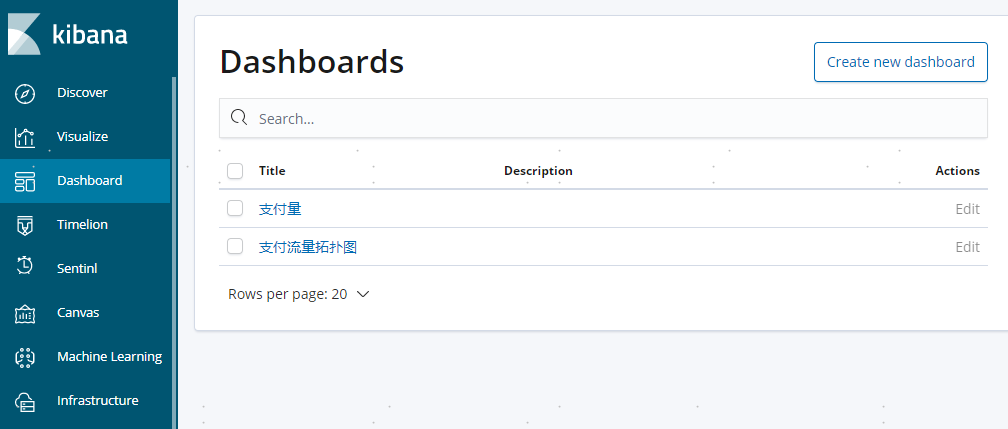 kibana
Discover
Visualize
Dashboard
Timelion
Sentinl
Canvas
Machine Learning
Infrastructure
Dashboards
Create new dashboard
Search...
Title Description Actions
支付量 Edit
支付流量拓扑图 Edit
Rows per page: 20